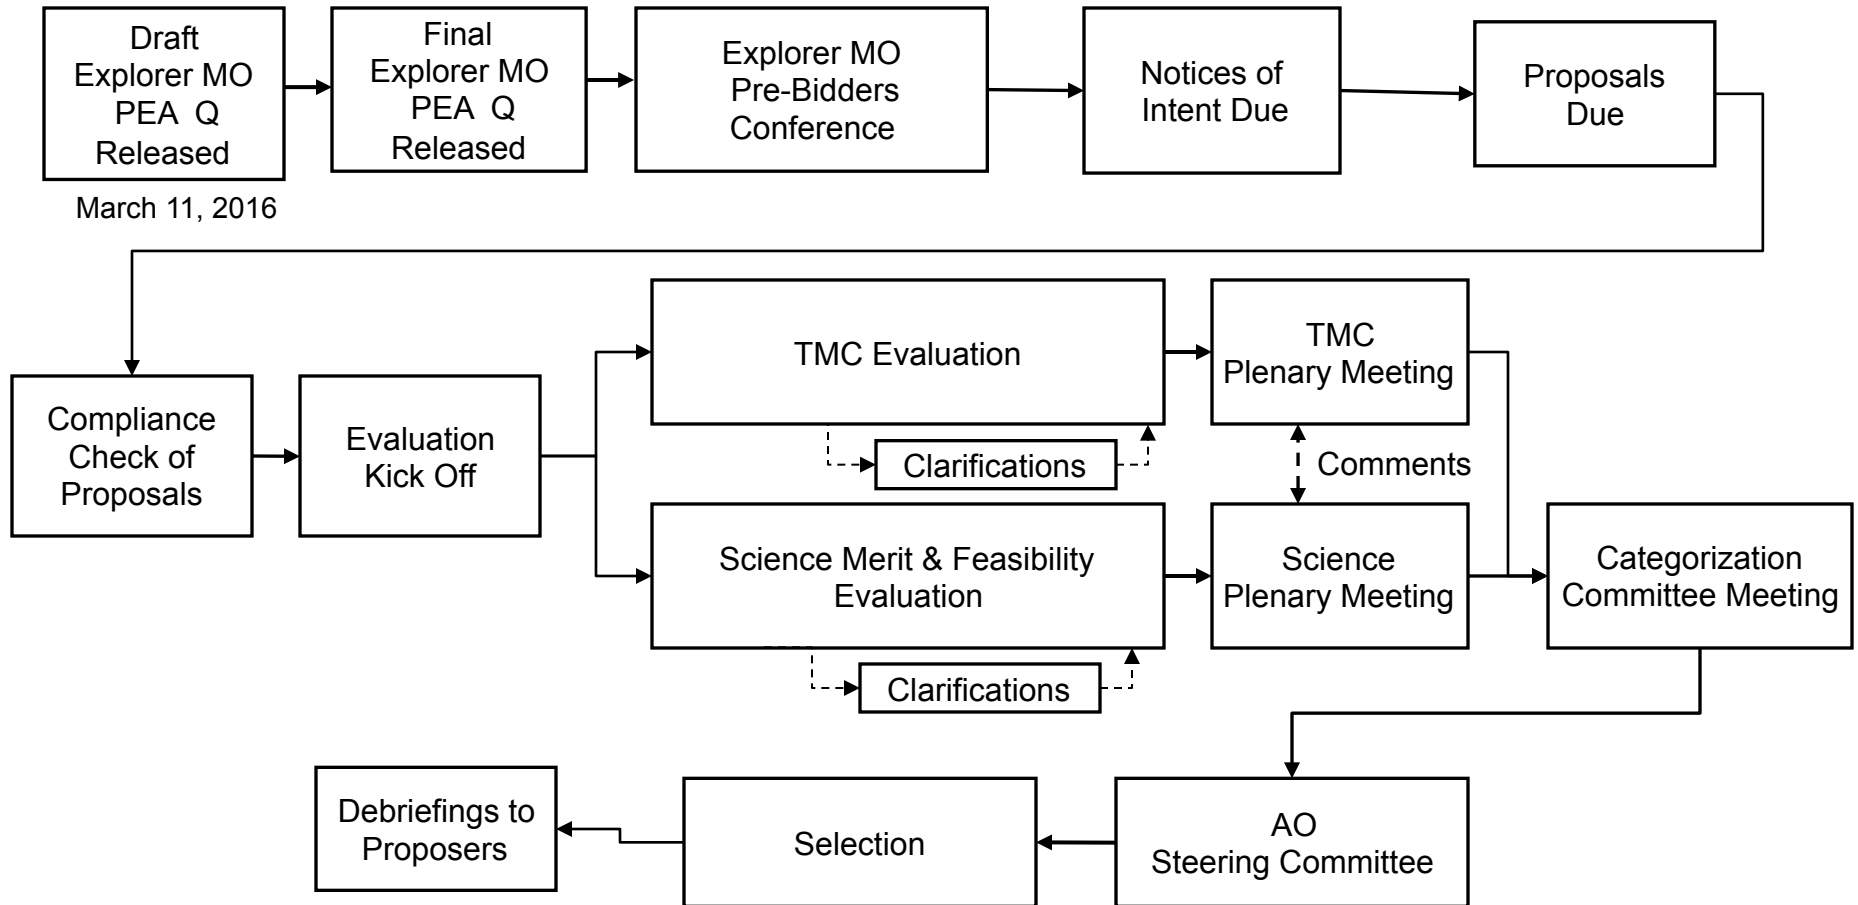 Draft
Explorer MO
PEA Q
Released
March 11, 2016
Final
Explorer MO
PEA Q
Released
Explorer MO
Pre-Bidders
Conference
Notices of
Intent Due
Proposals
Due
Compliance
Check of
Proposals
Evaluation
Kick Off
TMC Evaluation
Clarifications
TMC
Plenary Meeting
Comments
Science Merit & Feasibility
Evaluation
Clarifications
Science
Plenary Meeting
Categorization
Committee Meeting
AO
Steering Committee
Selection
Debriefings to
Proposers